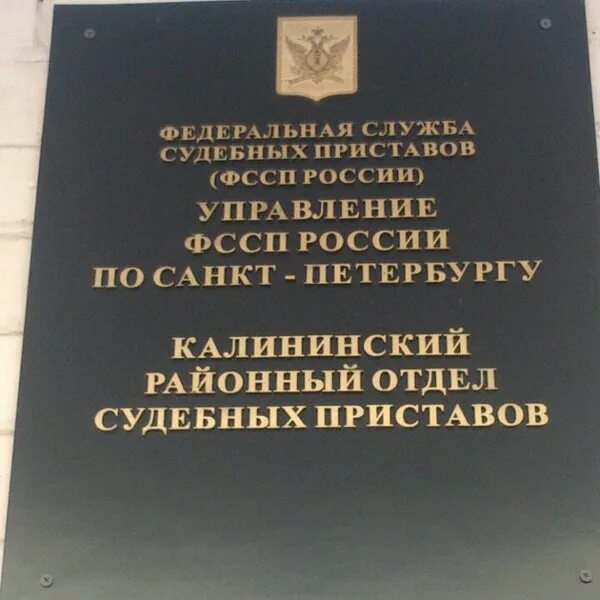 ФЕДЕРАЛЬНАЯ СЛУЖБА
СУДЕБНЫХ ПРИСТАВОВ
(ФССП РОССИИ)
УПРАВЛЕНИЕ
ФССП РОССИИ
ПО САНКТ - ПЕТЕРБУРГУ
КАЛИНИНСКИЙ
РАЙОННЫЙ ОТДЕЛ
СУДЕБНЫХ ПРИСТАВОВ